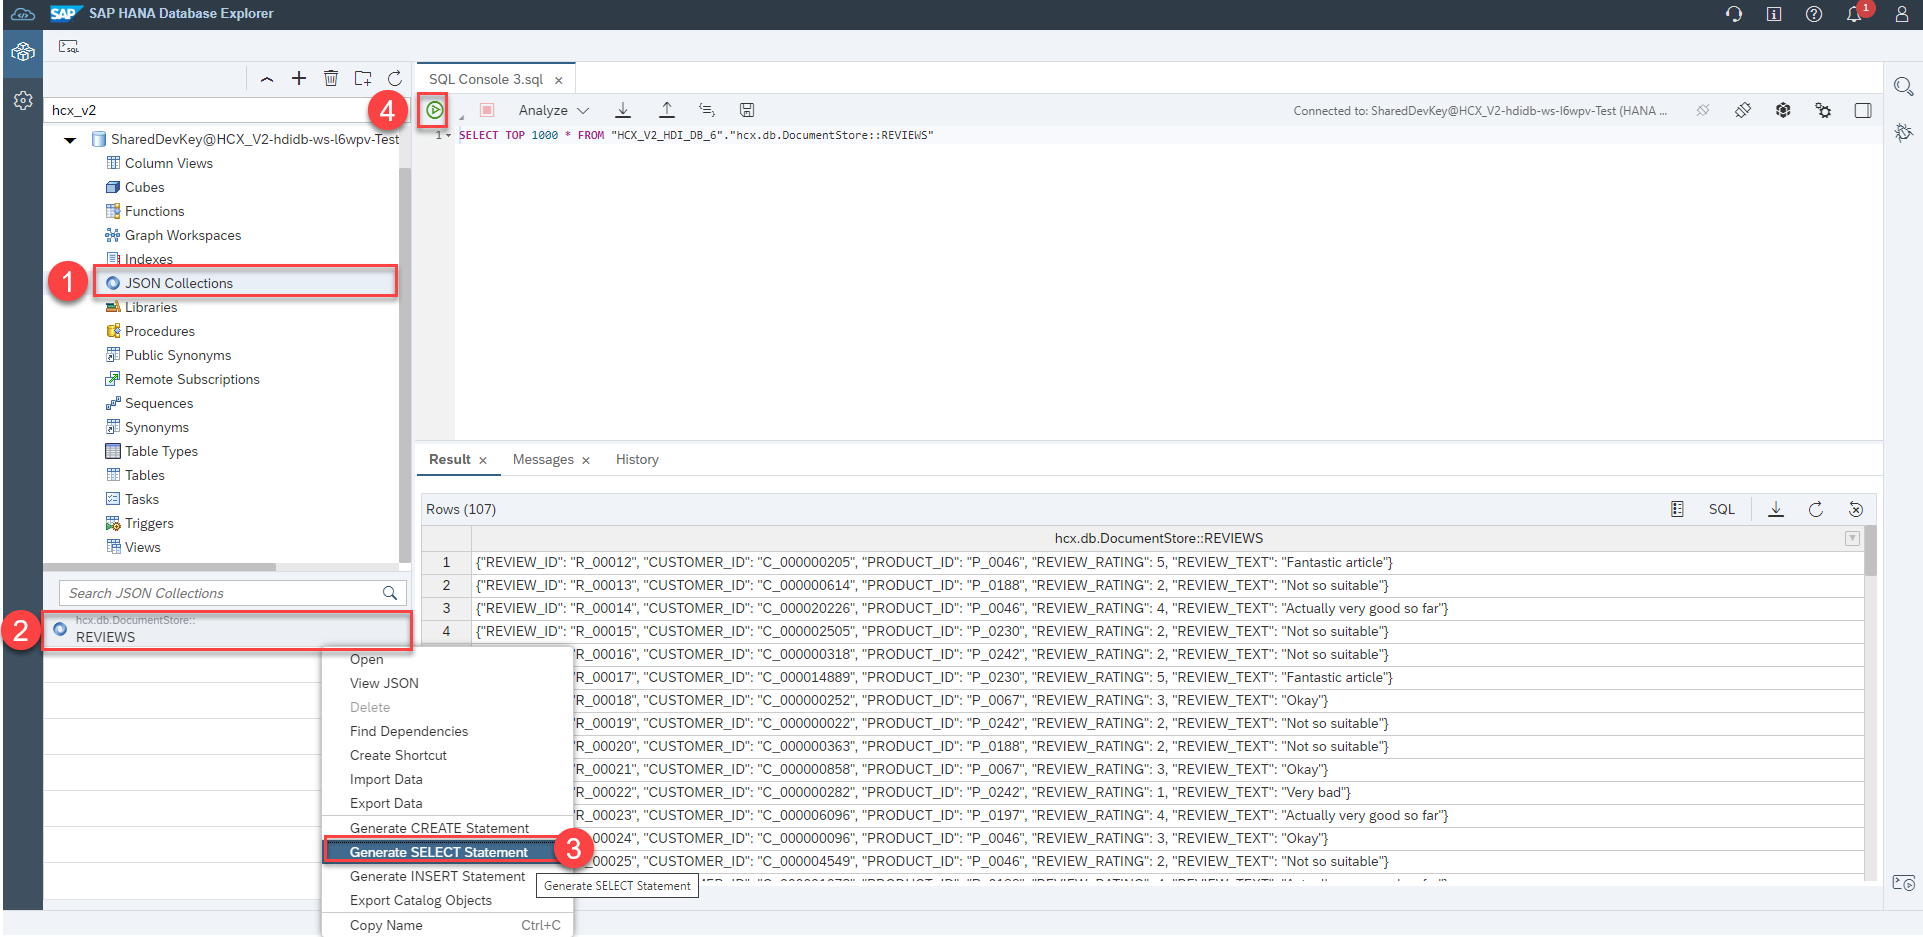 SAP SAP HANA Database Explorer
1
SQL
hcx_v2
SharedDevKey@HCX_V2-hdidb-ws-l6wpv-Test
Column Views
Cubes
Functions
Graph Workspaces
Indexes
1
JSON Collections
Libraries
Procedures
Public Synonyms
Remote Subscriptions
Sequences
Synonyms
Table Types
Tables
Tasks
Triggers
Views
Search JSON Collections
2
hcx.db.DocumentStore::
REVIEWS
Open
View JSON
Delete
Find Dependencies
Create Shortcut
Import Data
Export Data
Generate CREATE Statement
Generate SELECT Statement
3
Generate INSERT Statement
Generate SELECT Statement
Export Catalog Objects
Copy Name Ctrl+C
SQL Console 3.sql
4
Analyze
Connected to: SharedDevKey@HCX_V2-hdidb-ws-l6wpv-Test (HANA ...
1 SELECT TOP 1000 * FROM "HCX_V2_HDI_DB_6"."hcx.db.DocumentStore::REVIEWS"
Result Messages History
Rows (107) SQL
hcx.db.DocumentStore::REVIEWS
1 {"REVIEW_ID": "R_00012", "CUSTOMER_ID": "C_000000205", "PRODUCT_ID": "P_0046", "REVIEW_RATING": 5, "REVIEW_TEXT": "Fantastic article"}
2 {"REVIEW_ID": "R_00013", "CUSTOMER_ID": "C_000000614", "PRODUCT_ID": "P_0188", "REVIEW_RATING": 2, "REVIEW_TEXT": "Not so suitable"}
3 {"REVIEW_ID": "R_00014", "CUSTOMER_ID": "C_000020226", "PRODUCT_ID": "P_0046", "REVIEW_RATING": 4, "REVIEW_TEXT": "Actually very good so far"}
4 {"REVIEW_ID": "R_00015", "CUSTOMER_ID": "C_000002505", "PRODUCT_ID": "P_0230", "REVIEW_RATING": 2, "REVIEW_TEXT": "Not so suitable"}
"R_00016", "CUSTOMER_ID": "C_000000318", "PRODUCT_ID": "P_0242", "REVIEW_RATING": 2, "REVIEW_TEXT": "Not so suitable"}
"R_00017", "CUSTOMER_ID": "C_000014889", "PRODUCT_ID": "P_0230", "REVIEW_RATING": 5, "REVIEW_TEXT": "Fantastic article"}
"R_00018", "CUSTOMER_ID": "C_000000252", "PRODUCT_ID": "P_0067", "REVIEW_RATING": 3, "REVIEW_TEXT": "Okay"}
"R_00019", "CUSTOMER_ID": "C_000000022", "PRODUCT_ID": "P_0242", "REVIEW_RATING": 2, "REVIEW_TEXT": "Not so suitable"}
"R_00020", "CUSTOMER_ID": "C_000000363", "PRODUCT_ID": "P_0188", "REVIEW_RATING": 2, "REVIEW_TEXT": "Not so suitable"}
"R_00021", "CUSTOMER_ID": "C_000000858", "PRODUCT_ID": "P_0067", "REVIEW_RATING": 3, "REVIEW_TEXT": "Okay"}
"R_00022", "CUSTOMER_ID": "C_000000282", "PRODUCT_ID": "P_0242", "REVIEW_RATING": 1, "REVIEW_TEXT": "Very bad"}
"R_00023", "CUSTOMER_ID": "C_000006096", "PRODUCT_ID": "P_0197", "REVIEW_RATING": 4, "REVIEW_TEXT": "Actually very good so far"}
_00024", "CUSTOMER_ID": "C_000000096", "PRODUCT_ID": "P_0046", "REVIEW_RATING": 3, "REVIEW_TEXT": "Okay"}
_00025", "CUSTOMER_ID": "C_000004549", "PRODUCT_ID": "P_0046", "REVIEW_RATING": 2, "REVIEW_TEXT": "Not so suitable"}